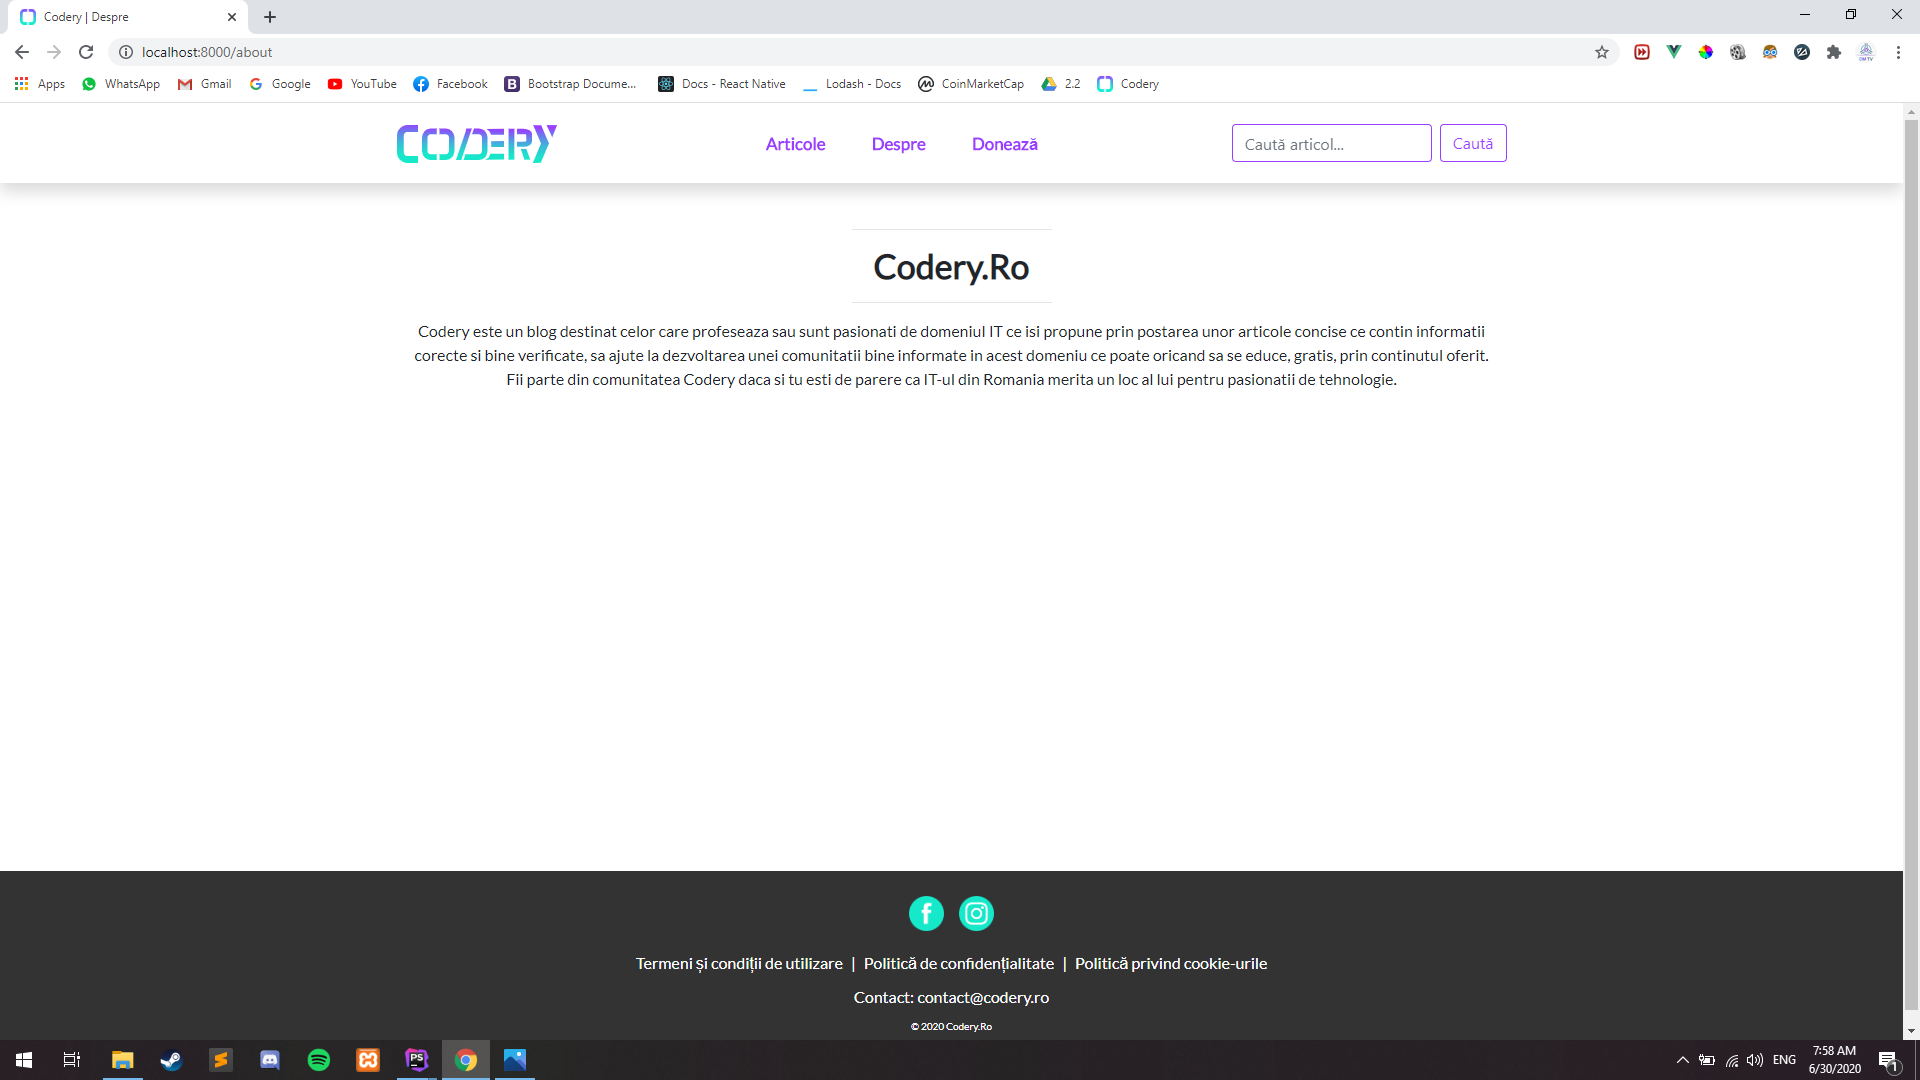 Codery | Despre
localhost:8000/about
Apps WhatsApp Gmail Google YouTube Facebook Bootstrap Docume... Docs - React Native Lodash - Docs CoinMarketCap 2.2 Codery
CODERY Articole Despre Donează Caută articol... Caută
Codery.Ro
Codery este un blog destinat celor care profeseaza sau sunt pasionati de domeniul IT ce isi propune prin postarea unor articole concise ce contin informatii
corecte si bine verificate, sa ajute la dezvoltarea unei comunitatii bine informate in acest domeniu ce poate oricand sa se educe, gratis, prin continutul oferit.
Fii parte din comunitatea Codery daca si tu esti de parere ca IT-ul din Romania merita un loc al lui pentru pasionatii de tehnologie.
Termeni și condiții de utilizare | Politică de confidențialitate | Politică privind cookie-urile
Contact: contact@codery.ro
© 2020 Codery.Ro
ENG
7:58 AM
6/30/2020
1